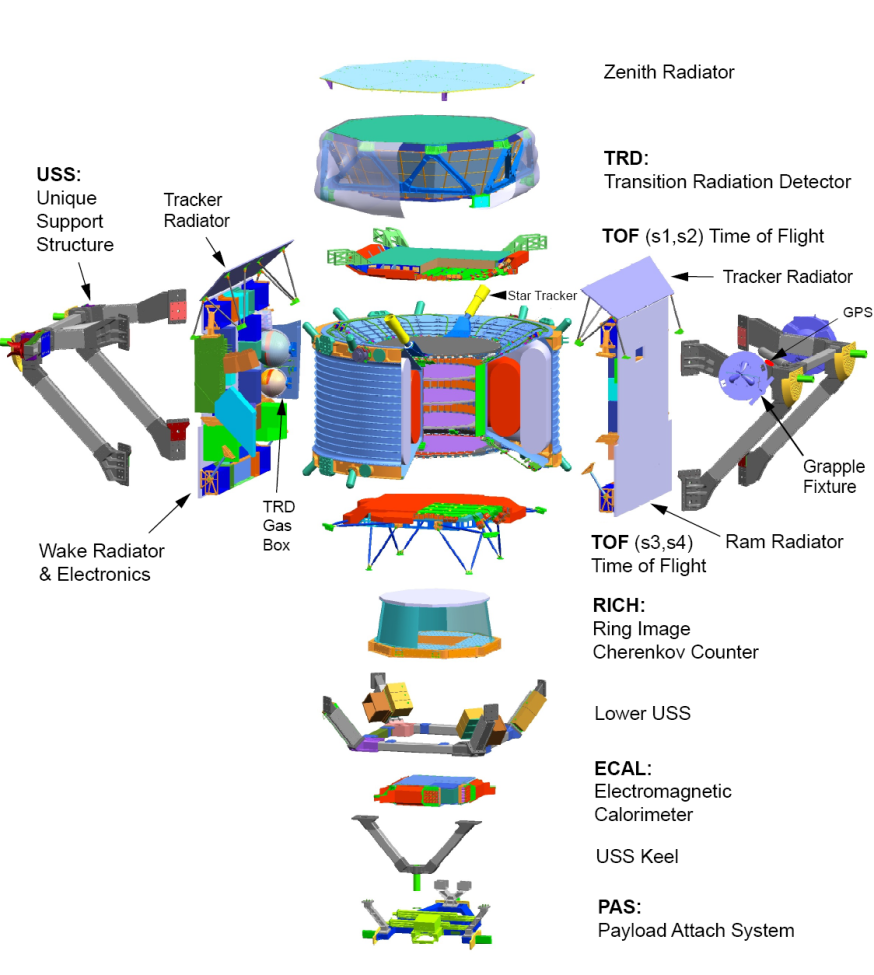 Zenith Radiator
TRD:
Transition Radiation Detector
USS:
Unique
Support
Structure
Tracker
Radiator
TOF (s1,s2) Time of Flight
Star Tracker
Tracker Radiator
GPS
Grapple
Fixture
TRD
Gas
Box
Wake Radiator
& Electronics
TOF (s3,s4)
Time of Flight
Ram Radiator
RICH:
Ring Image
Cherenkov Counter
Lower USS
ECAL:
Electromagnetic
Calorimeter
USS Keel
PAS:
Payload Attach System